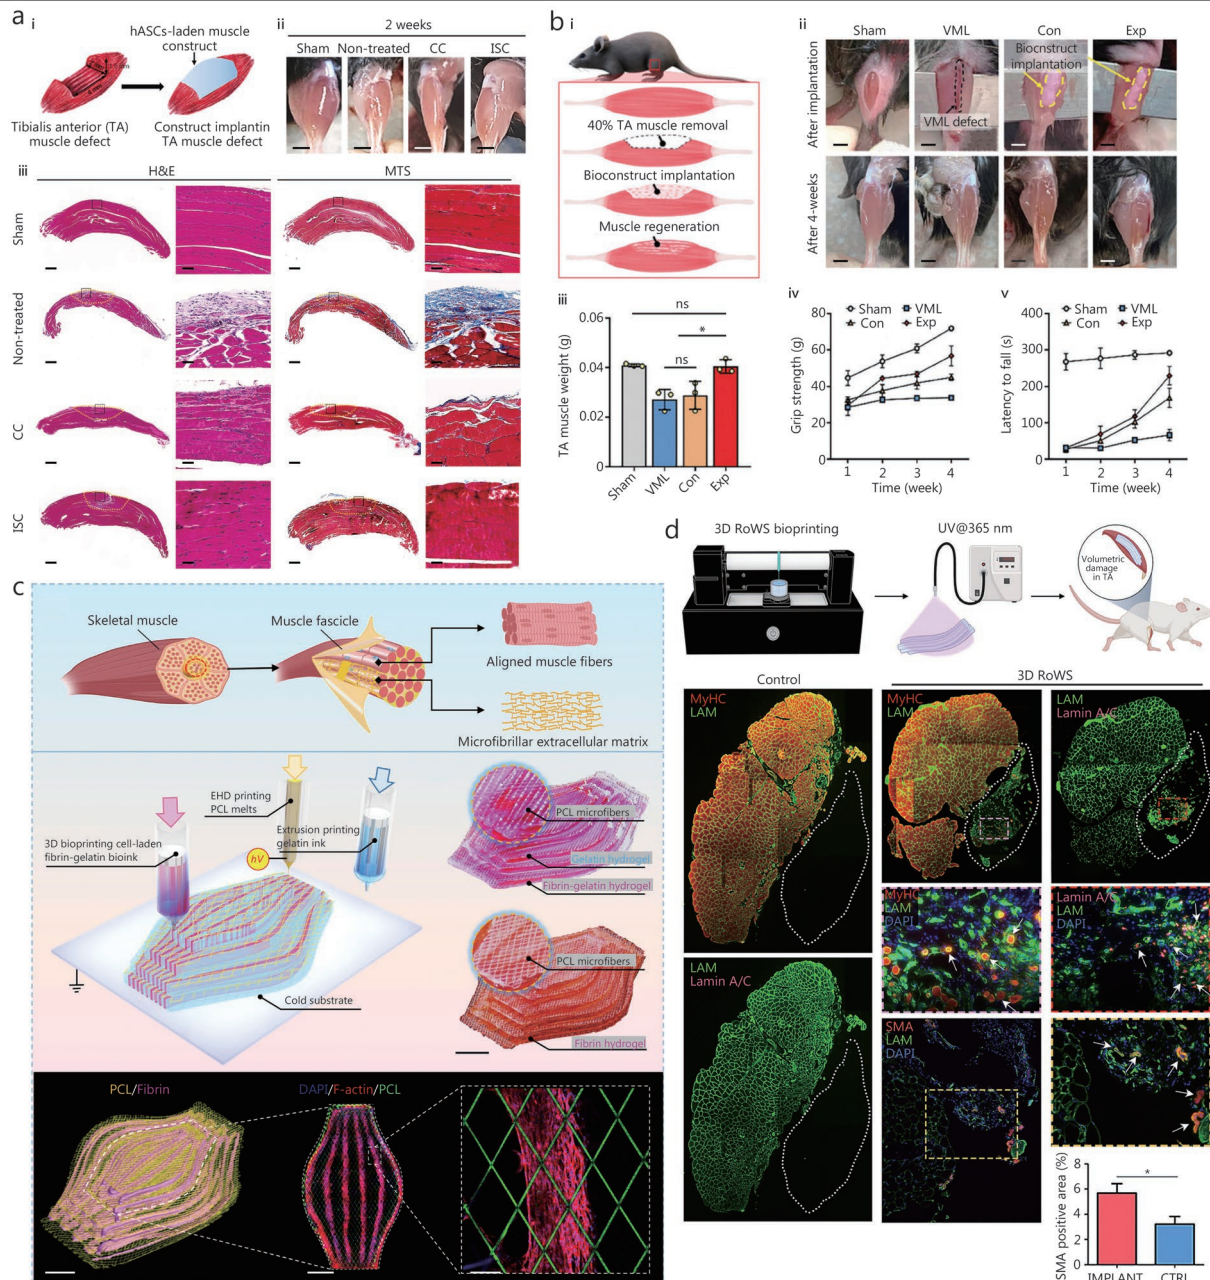 a
i
hASCs-laden muscle
construct
4 mm
Tibialis anterior (TA)
muscle defect
Construct implantin
TA muscle defect
ii
2 weeks
Sham
Non-treated
CC
ISC
iii
H&E
MTS
Sham
Non-treated
CC
ISC
b
i
40% TA muscle removal
Bioconstruct implantation
Muscle regeneration
ii
Sham
VML
Con
Exp
After implantation
Biocnstruct
implantation
VML defect
After 4-weeks
iii
TA muscle weight (g)
0.06
0.04
0.02
0
ns
*
ns
Sham
VML
Con
Exp
iv
Sham
VML
Con
Exp
Grip strength (g)
80
60
40
20
0
1
2
3
4
Time (week)
v
Sham
VML
Con
Exp
Latency to fall (s)
400
300
200
100
0
1
2
3
4
Time (week)
c
Skeletal muscle
Muscle fascicle
Aligned muscle fibers
Microfibrillar extracellular matrix
EHD printing
PCL melts
Extrusion printing
gelatin ink
3D bioprinting cell-laden
fibrin-gelatin bioink
hV
Cold substrate
PCL microfibers
Gelatin hydrogel
Fibrin-gelatin hydrogel
PCL microfibers
Fibrin hydrogel
PCL/Fibrin
DAPI/F-actin/PCL
d
3D RoWS bioprinting
UV@365 nm
Volumetric
damage
in TA
Control
3D RoWS
MyHC
LAM
MyHC
LAM
LAM
Lamin A/C
MyHC
LAM
DAPI
Lamin A/C
LAM
DAPI
LAM
Lamin A/C
SMA
LAM
DAPI
SMA positive area (%)
8
6
4
2
0
*
IMPLANT
CTRL